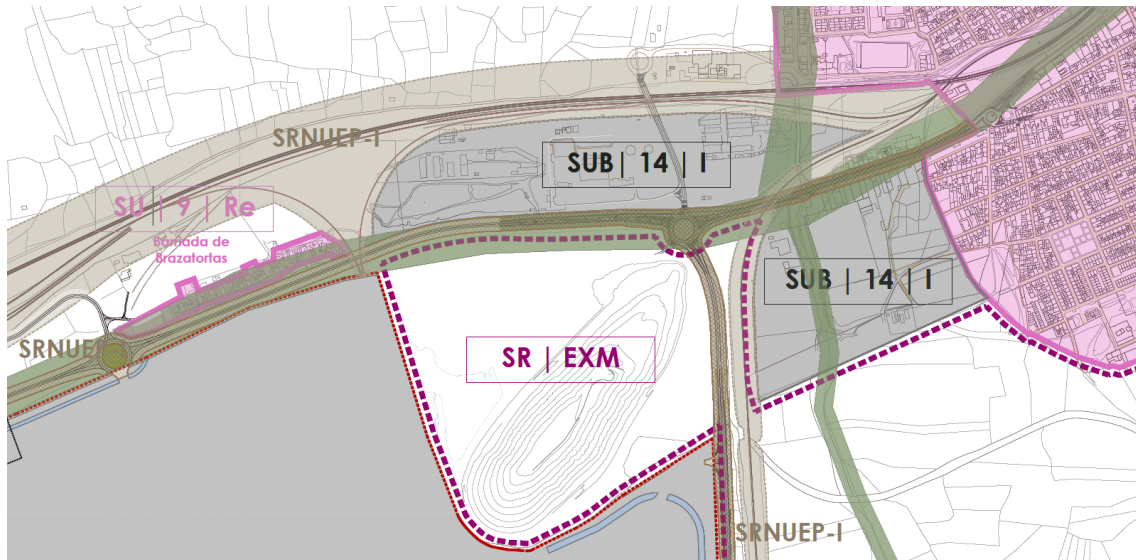 SRNUEP-I
SUB | 14 | I
SU | 9 | Re
Barriada de
Brazatortas
SUB | 14 | I
SRNUE
SR | EXM
SRNUEP-I